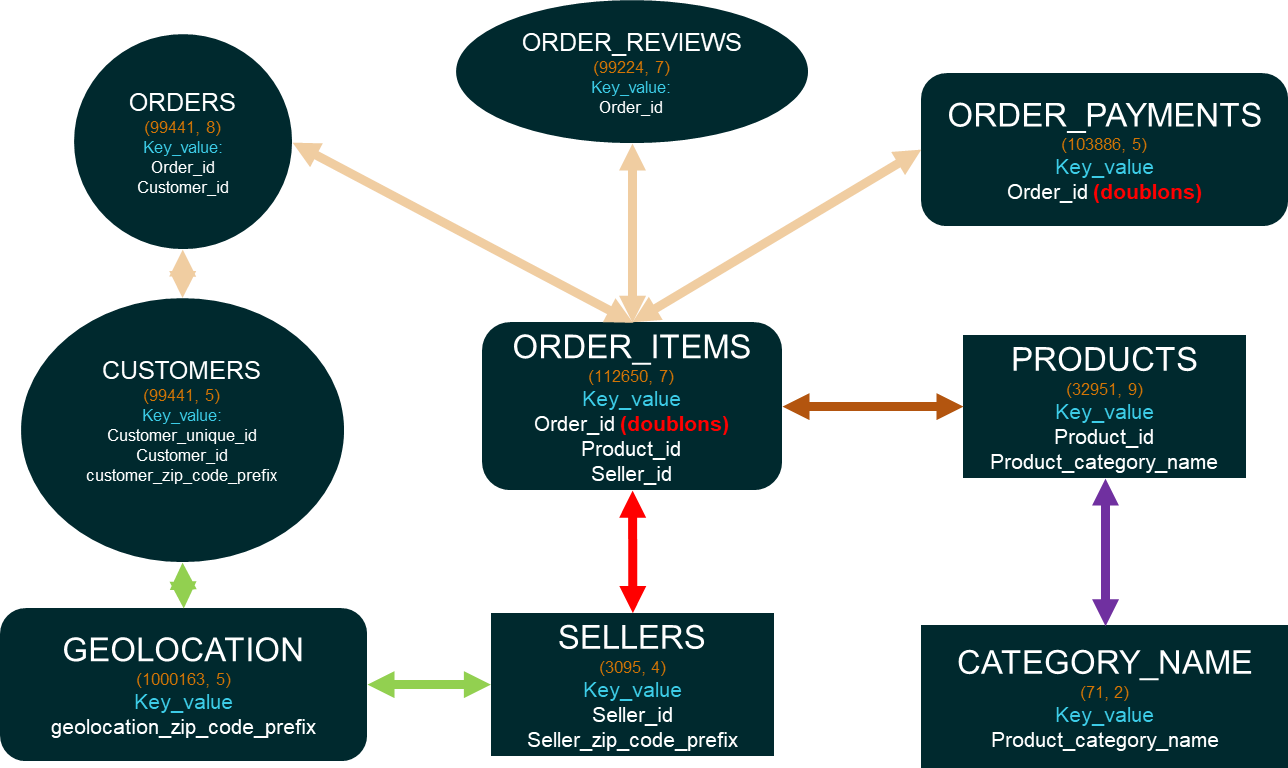 ORDERS
(99441, 8)
Key_value:
Order_id
Customer_id
ORDER_REVIEWS
(99224, 7)
Key_value:
Order_id
ORDER_PAYMENTS
(103886, 5)
Key_value
Order_id (doublons)
CUSTOMERS
(99441, 5)
Key_value:
Customer_unique_id
Customer_id
customer_zip_code_prefix
ORDER_ITEMS
(112650, 7)
Key_value
Order_id (doublons)
Product_id
Seller_id
PRODUCTS
(32951, 9)
Key_value
Product_id
Product_category_name
GEOLOCATION
(1000163, 5)
Key_value
geolocation_zip_code_prefix
SELLERS
(3095, 4)
Key_value
Seller_id
Seller_zip_code_prefix
CATEGORY_NAME
(71, 2)
Key_value
Product_category_name